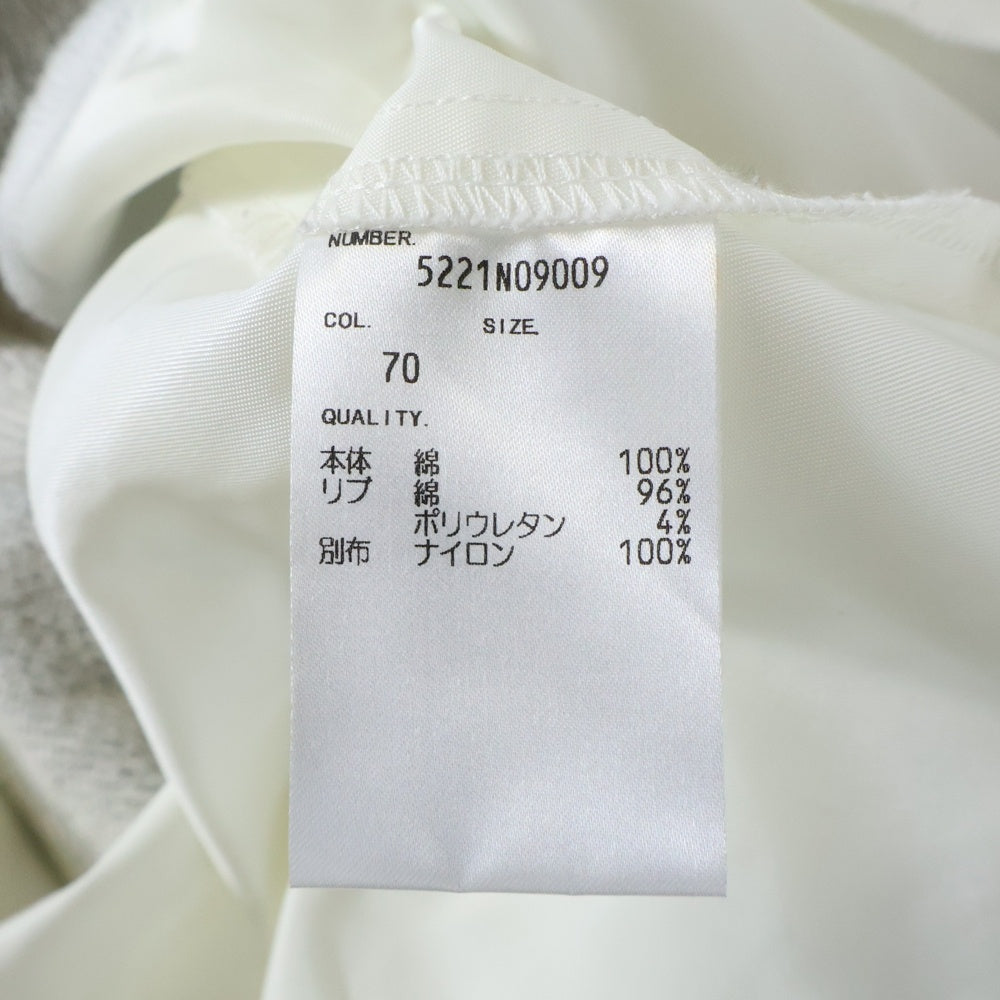 NUMBER.
5221N09009
COL. SIZE.
70
QUALITY.
本体 綿 100%
リブ 綿 96%
ポリウレタン 4%
別布 ナイロン 100%